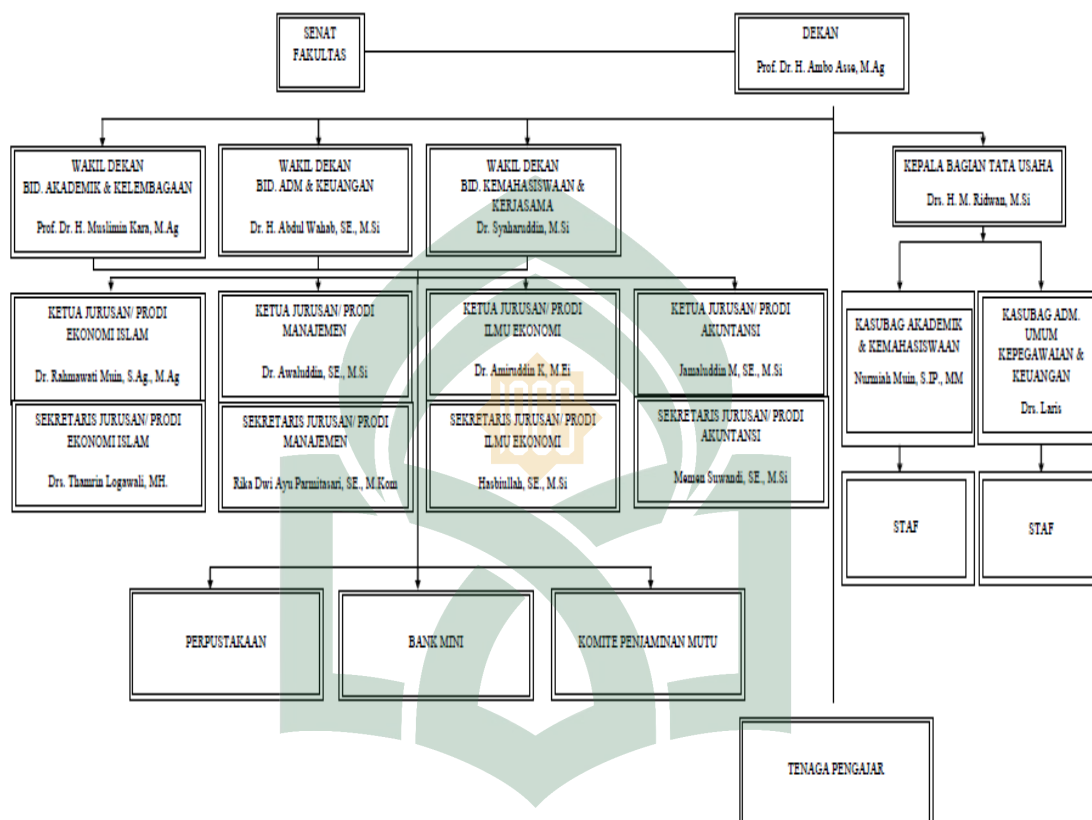 SENAT
FAKULTAS
DEKAN
Prof. Dr. H. Ambo Asse, M.Ag
WAKIL DEKAN
BID. AKADEMIK & KELEMBAGAAN
Prof. Dr. H. Muslimin Kara, M.Ag
WAKIL DEKAN
BID. ADM & KEUANGAN
Dr. H. Abdul Wahab, SE., M.Si
WAKIL DEKAN
BID. KEMAHASISWAAN &
KERJASAMA
Dr. Syaharuddin, M.Si
KEPALA BAGIAN TATA USAHA
Drs. H. M. Ridwan, M.Si
KETUA JURUSAN/ PRODI
EKONOMI ISLAM
Dr. Rahmawati Muin, S.Ag., M.Ag
KETUA JURUSAN/ PRODI
MANAJEMEN
Dr. Awaluddin, SE., M.Si
KETUA JURUSAN/ PRODI
ILMU EKONOMI
Dr. Amiruddin K, M.Ei
KETUA JURUSAN/ PRODI
AKUNTANSI
Jamaluddin M, SE., M.Si
KASUBAG AKADEMIK
& KEMAHASISWAAN
Nurmiah Muin, S.IP., MM
KASUBAG ADM.
UMUM
KEPEGAWAIAN &
KEUANGAN
Drs. Laris
SEKRETARIS JURUSAN/ PRODI
EKONOMI ISLAM
Drs. Thamrin Logawali, MH.
SEKRETARIS JURUSAN/ PRODI
MANAJEMEN
Rika Dwi Ayu Parmitasari, SE., M.Kom
SEKRETARIS JURUSAN/ PRODI
ILMU EKONOMI
Hasbiullah, SE., M.Si
SEKRETARIS JURUSAN/ PRODI
AKUNTANSI
Memen Suwandi, SE., M.Si
STAF
STAF
PERPUSTAKAAN
BANK MINI
KOMITE PENJAMINAN MUTU
TENAGA PENGAJAR